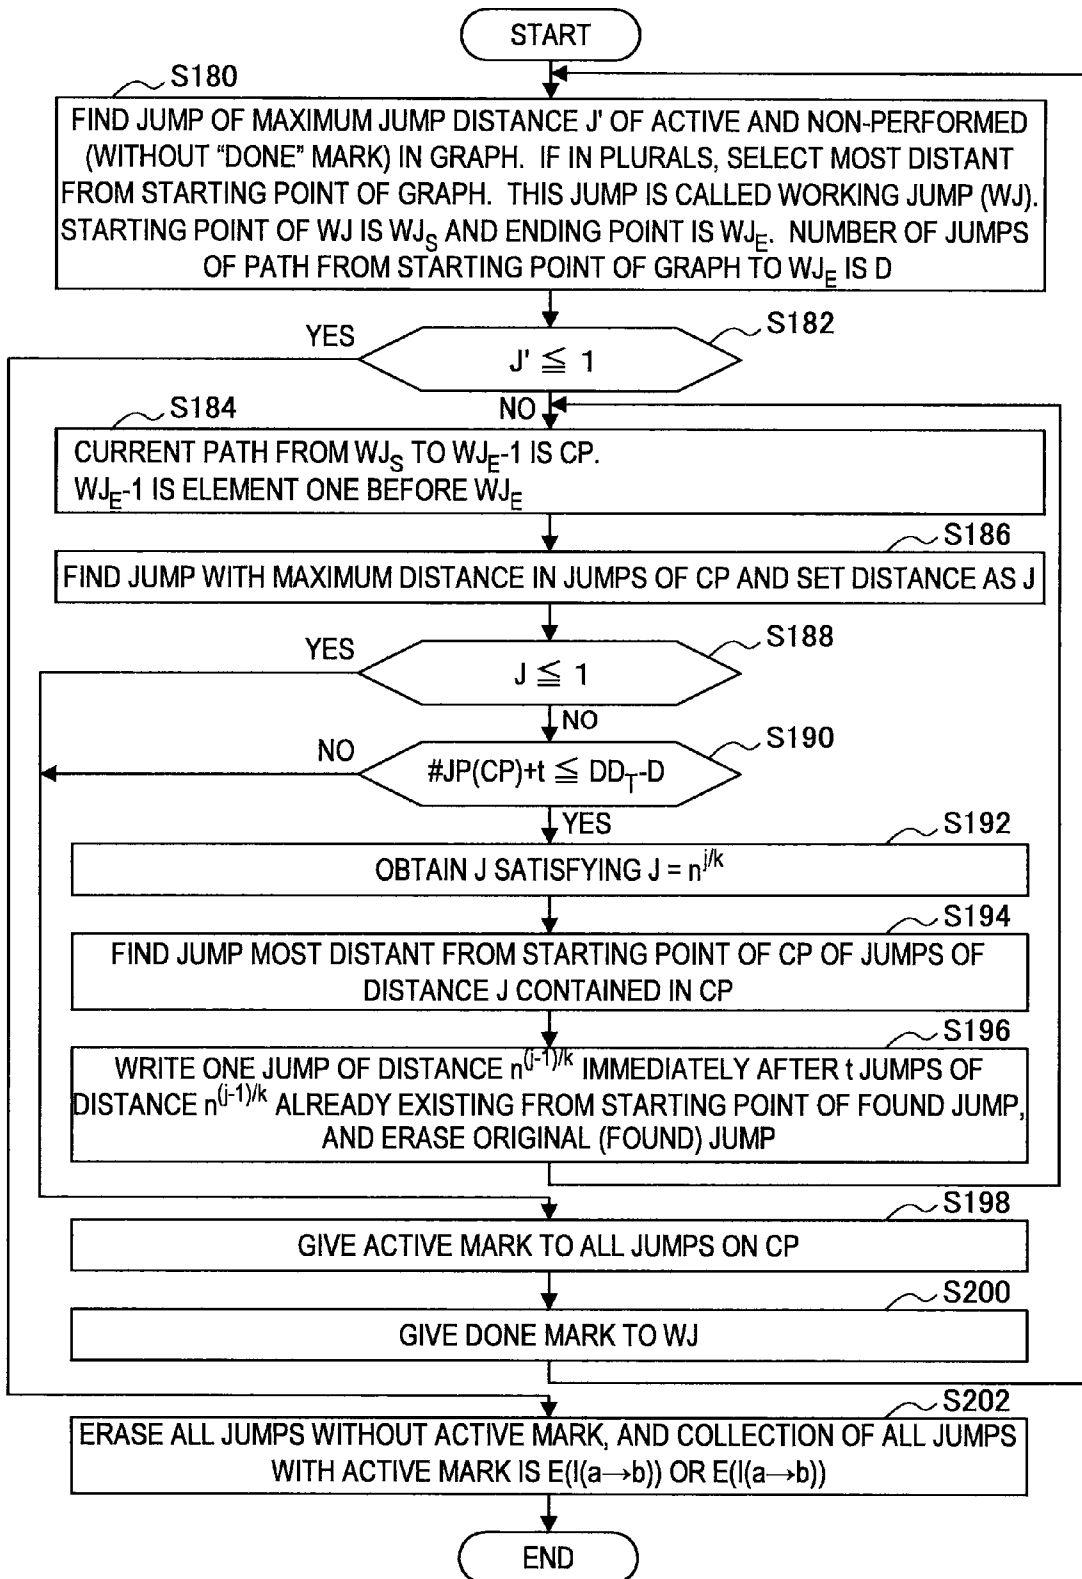 START
S180
FIND JUMP OF MAXIMUM JUMP DISTANCE J' OF ACTIVE AND NON-PERFORMED
(WITHOUT "DONE" MARK) IN GRAPH. IF IN PLURALS, SELECT MOST DISTANT
FROM STARTING POINT OF GRAPH. THIS JUMP IS CALLED WORKING JUMP (WJ).
STARTING POINT OF WJ IS WJ_S AND ENDING POINT IS WJ_E. NUMBER OF JUMPS
OF PATH FROM STARTING POINT OF GRAPH TO WJ_E IS D
S182
YES
J' ≦ 1
NO
S184
CURRENT PATH FROM WJ_S TO WJ_E-1 IS CP.
WJ_E-1 IS ELEMENT ONE BEFORE WJ_E
S186
FIND JUMP WITH MAXIMUM DISTANCE IN JUMPS OF CP AND SET DISTANCE AS J
S188
YES
J ≦ 1
NO
S190
NO
#JP(CP)+t ≦ DD_T-D
YES
S192
OBTAIN J SATISFYING J = n^{j/k}
S194
FIND JUMP MOST DISTANT FROM STARTING POINT OF CP OF JUMPS OF
DISTANCE J CONTAINED IN CP
S196
WRITE ONE JUMP OF DISTANCE n^{(j-1)/k} IMMEDIATELY AFTER t JUMPS OF
DISTANCE n^{(j-1)/k} ALREADY EXISTING FROM STARTING POINT OF FOUND JUMP,
AND ERASE ORIGINAL (FOUND) JUMP
S198
GIVE ACTIVE MARK TO ALL JUMPS ON CP
S200
GIVE DONE MARK TO WJ
S202
ERASE ALL JUMPS WITHOUT ACTIVE MARK, AND COLLECTION OF ALL JUMPS
WITH ACTIVE MARK IS E(I(a→b)) OR E(I(a→b))
END